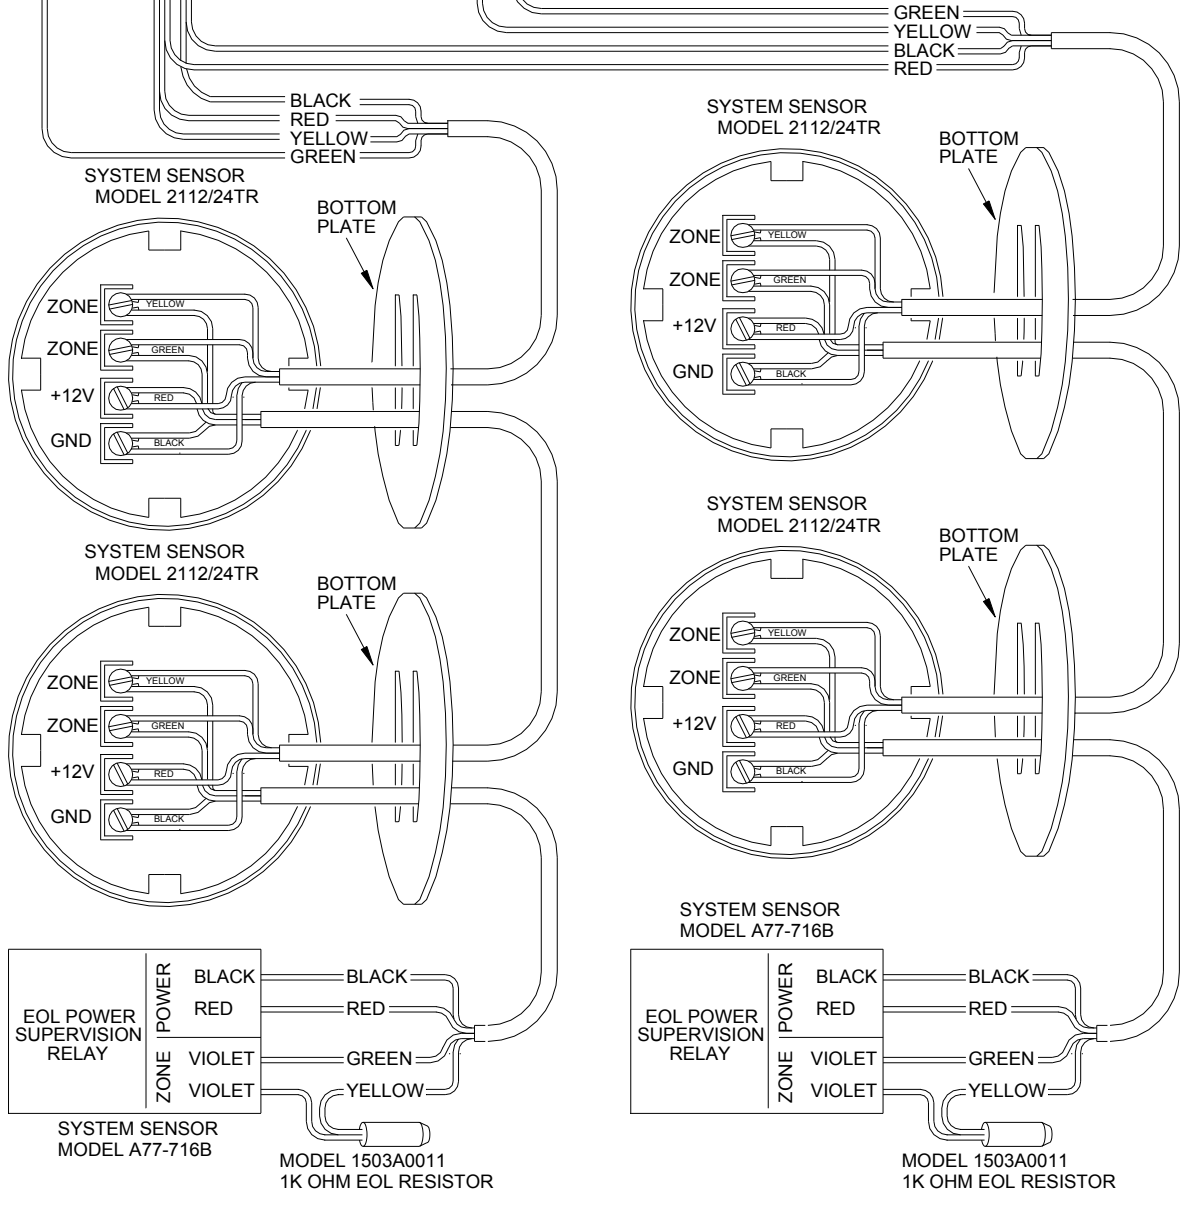 GREEN
YELLOW
BLACK
RED
BLACK
RED
YELLOW
GREEN
SYSTEM SENSOR
MODEL 2112/24TR
BOTTOM
PLATE
ZONE
YELLOW
ZONE
GREEN
+12V
RED
GND
BLACK
SYSTEM SENSOR
MODEL 2112/24TR
BOTTOM
PLATE
ZONE
YELLOW
ZONE
GREEN
+12V
RED
GND
BLACK
SYSTEM SENSOR
MODEL 2112/24TR
BOTTOM
PLATE
ZONE
YELLOW
ZONE
GREEN
+12V
RED
GND
BLACK
SYSTEM SENSOR
MODEL 2112/24TR
BOTTOM
PLATE
ZONE
YELLOW
ZONE
GREEN
+12V
RED
GND
BLACK
EOL POWER
SUPERVISION
RELAY
POWER
ZONE
BLACK
BLACK
RED
RED
VIOLET
GREEN
VIOLET
YELLOW
SYSTEM SENSOR
MODEL A77-716B
MODEL 1503A0011
1K OHM EOL RESISTOR
SYSTEM SENSOR
MODEL A77-716B
EOL POWER
SUPERVISION
RELAY
POWER
ZONE
BLACK
BLACK
RED
RED
VIOLET
GREEN
VIOLET
YELLOW
MODEL 1503A0011
1K OHM EOL RESISTOR